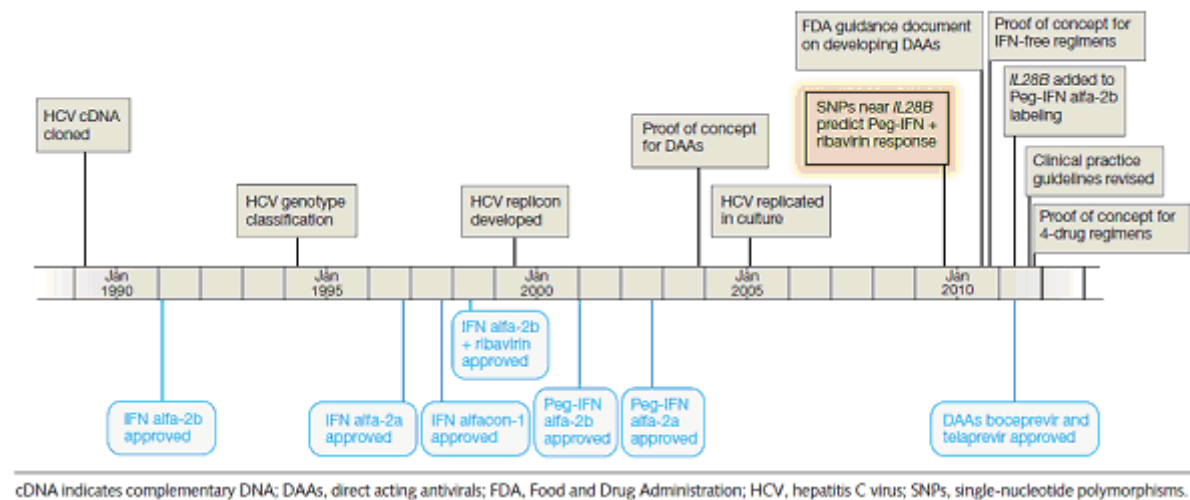 HCV cDNA
cloned
HCV genotype
classification
HCV replicon
developed
Proof of concept
for DAAs
HCV replicated
in culture
FDA guidance document
on developing DAAs
SNPs near IL28B
predict Peg-IFN +
ribavirin response
Proof of concept for
IFN-free regimens
IL28B added to
Peg-IFN alfa-2b
labeling
Clinical practice
guidelines revised
Proof of concept for
4-drug regimens
Jan
1990
Jan
1995
Jan
2000
Jan
2005
Jan
2010
IFN alfa-2b
approved
IFN alfa-2a
approved
IFN alfacon-1
approved
IFN alfa-2b
+ ribavirin
approved
Peg-IFN
alfa-2b
approved
Peg-IFN
alfa-2a
approved
DAAs boceprevir and
telaprevir approved
cDNA indicates complementary DNA; DAAs, direct acting antivirals; FDA, Food and Drug Administration; HCV, hepatitis C virus; SNPs, single-nucleotide polymorphisms.